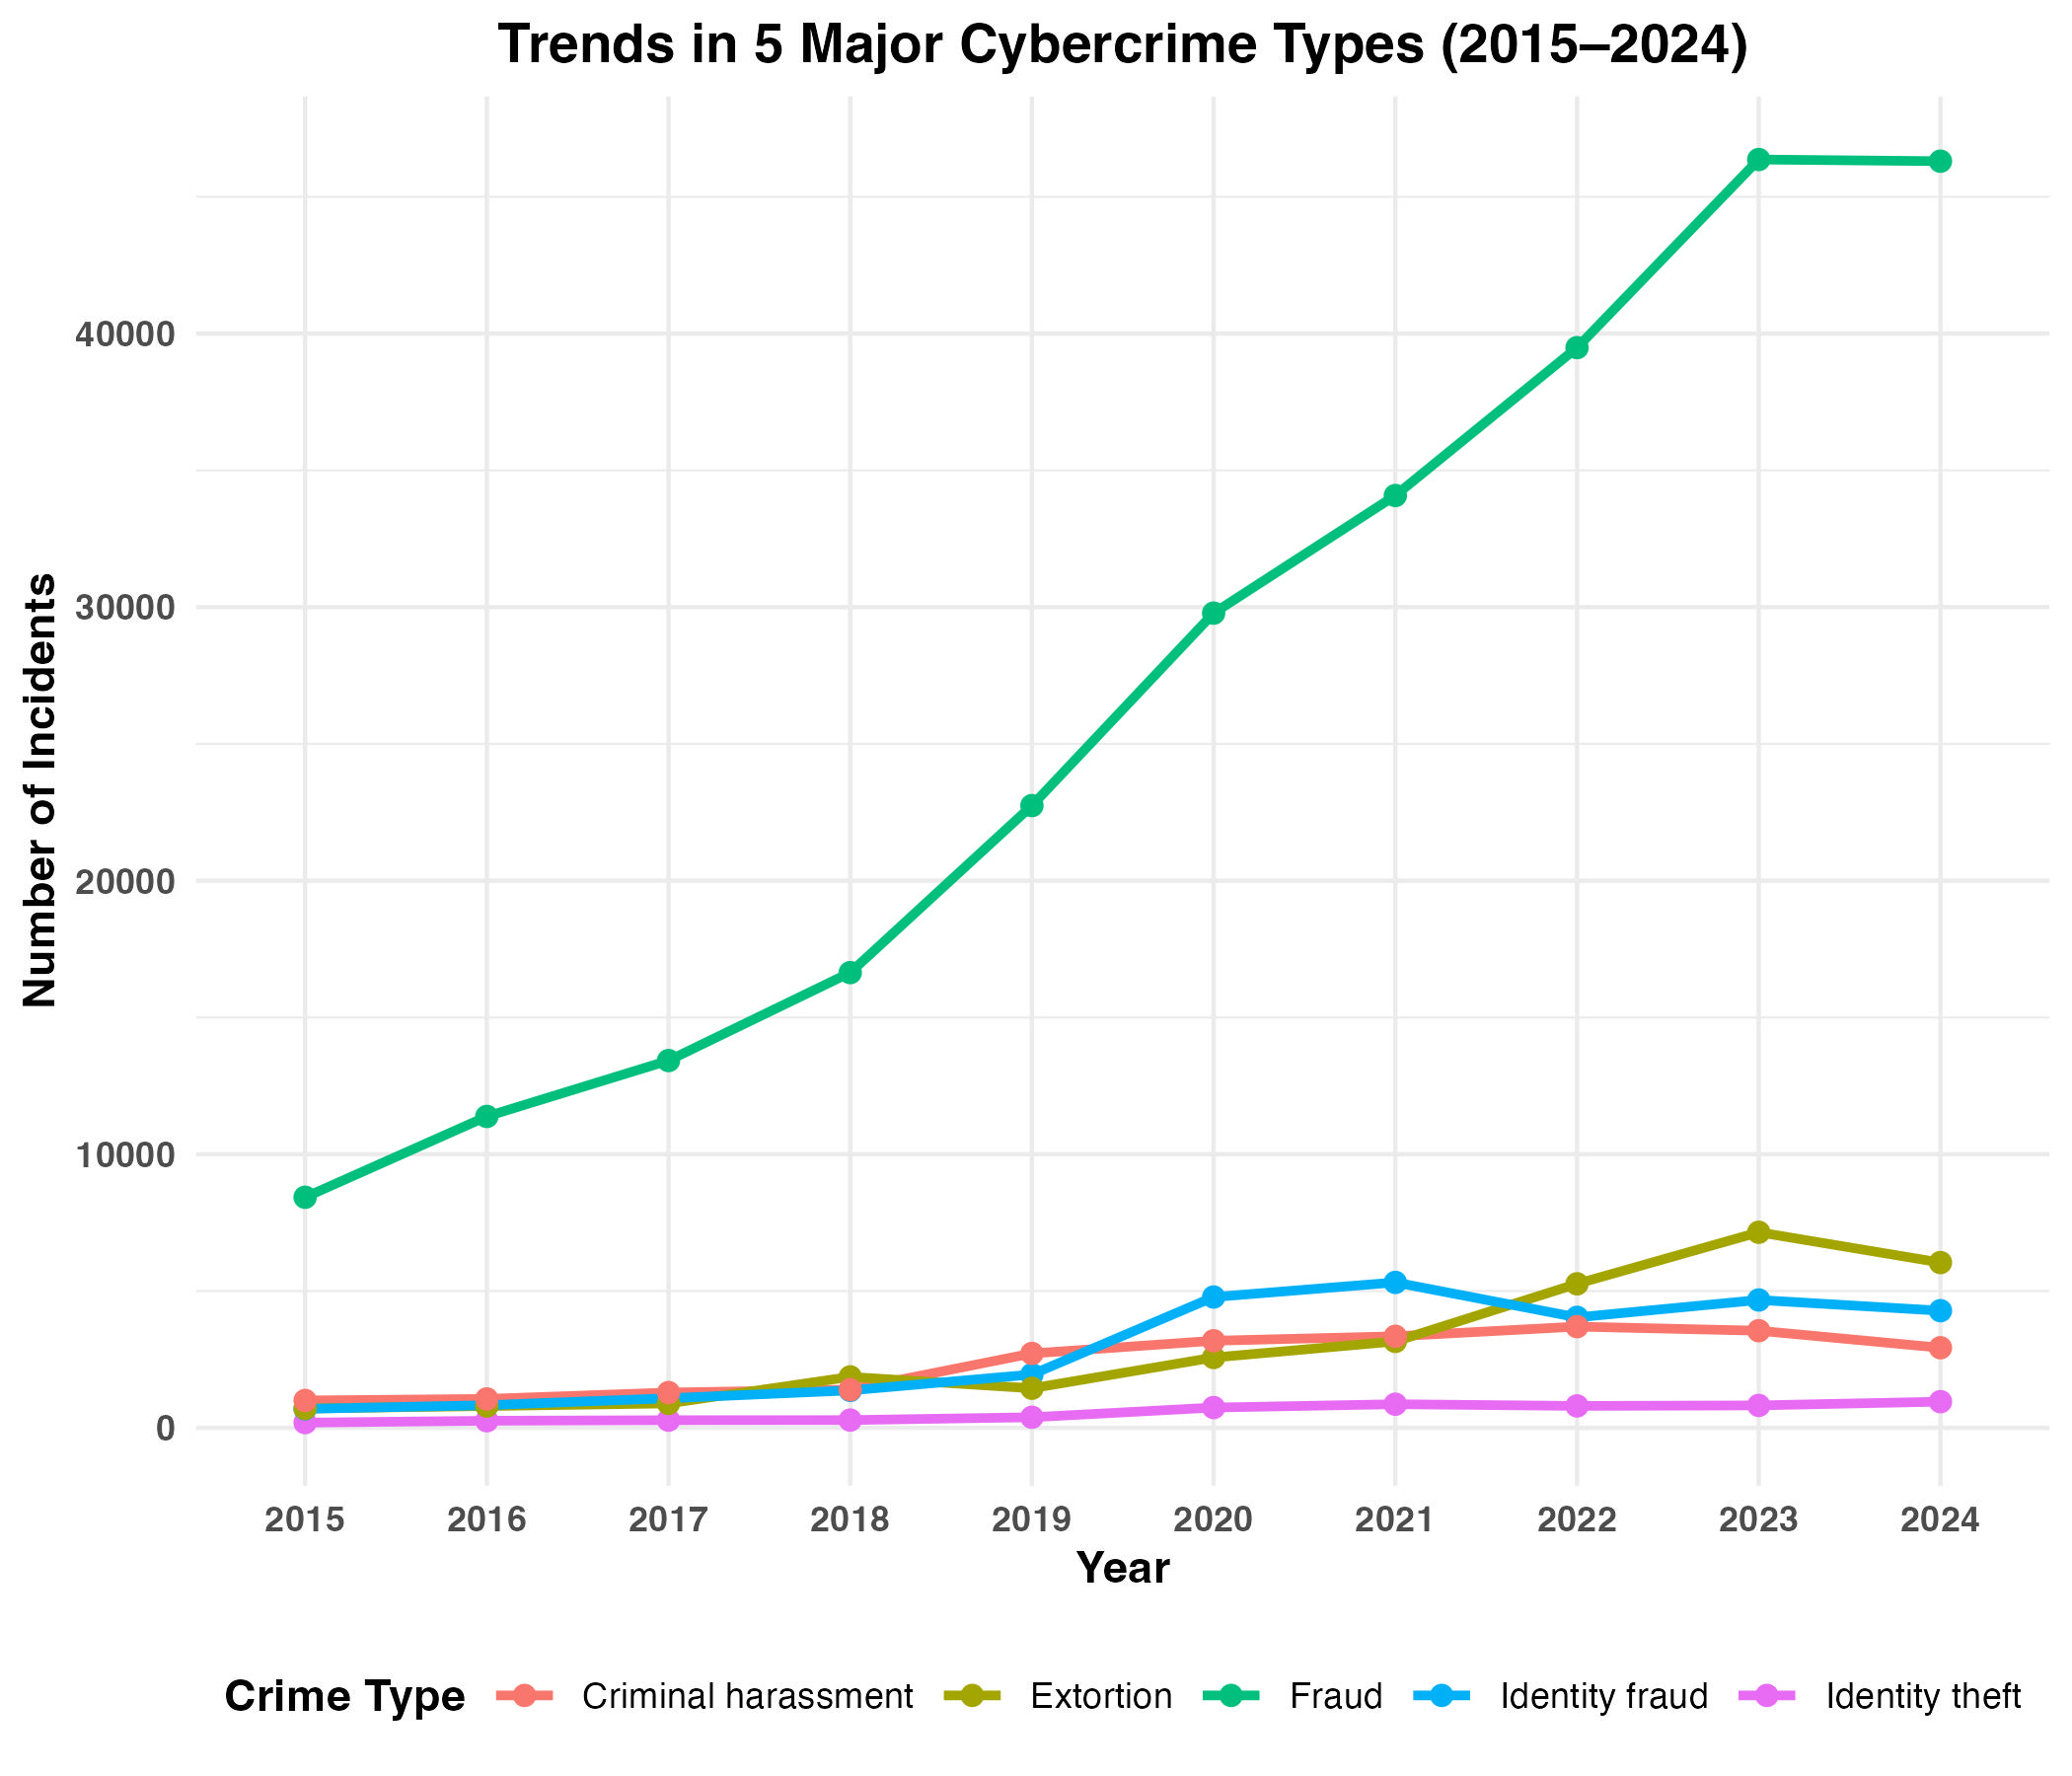 Trends in 5 Major Cybercrime Types (2015–2024)
Number of Incidents
40000
30000
20000
10000
0
2015 2016 2017 2018 2019 2020 2021 2022 2023 2024
Year
Crime Type Criminal harassment Extortion Fraud Identity fraud Identity theft